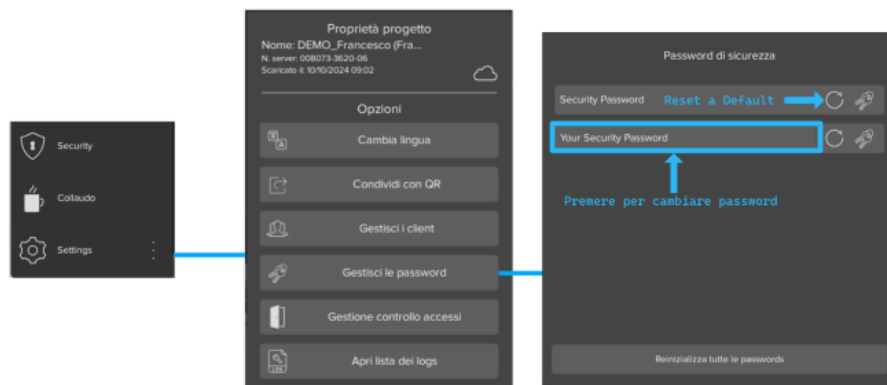 Security
Collaudo
Settings
Proprietà progetto
Nome: DEMO_Francesco (Fra...
N. server: 008073-3620-06
Scaricato il: 10/10/2024 09:02
Opzioni
Cambia lingua
Condividi con QR
Gestisci i client
Gestisci le password
Gestione controllo accessi
Apri lista dei logs
Password di sicurezza
Security Password Reset a Default
Your Security Password
Premere per cambiare password
Reinizializza tutte le passwords